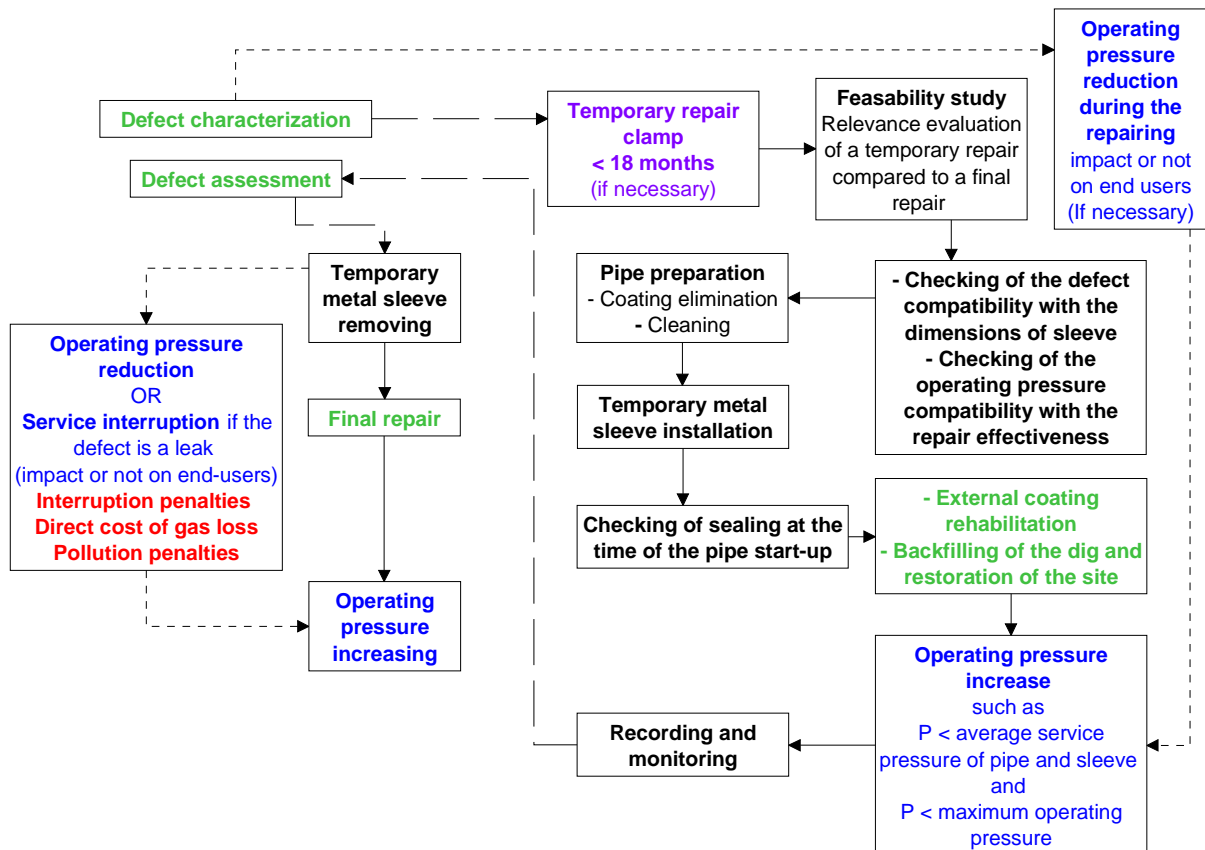 Defect characterization
Temporary repair
clamp
< 18 months
(if necessary)
Feasability study
Relevance evaluation
of a temporary repair
compared to a final
repair
Operating
pressure
reduction
during the
repairing
impact or not
on end users
(If necessary)
Defect assessment
Temporary
metal sleeve
removing
Pipe preparation
- Coating elimination
- Cleaning
- Checking of the defect
compatibility with the
dimensions of sleeve
- Checking of the
operating pressure
compatibility with the
repair effectiveness
Operating pressure
reduction
OR
Service interruption if the
defect is a leak
(impact or not on end-users)
Interruption penalties
Direct cost of gas loss
Pollution penalties
Final repair
Temporary metal
sleeve installation
Checking of sealing at the
time of the pipe start-up
- External coating
rehabilitation
- Backfilling of the dig and
restoration of the site
Operating
pressure
increasing
Recording and
monitoring
Operating pressure
increase
such as
P < average service
pressure of pipe and sleeve
and
P < maximum operating
pressure